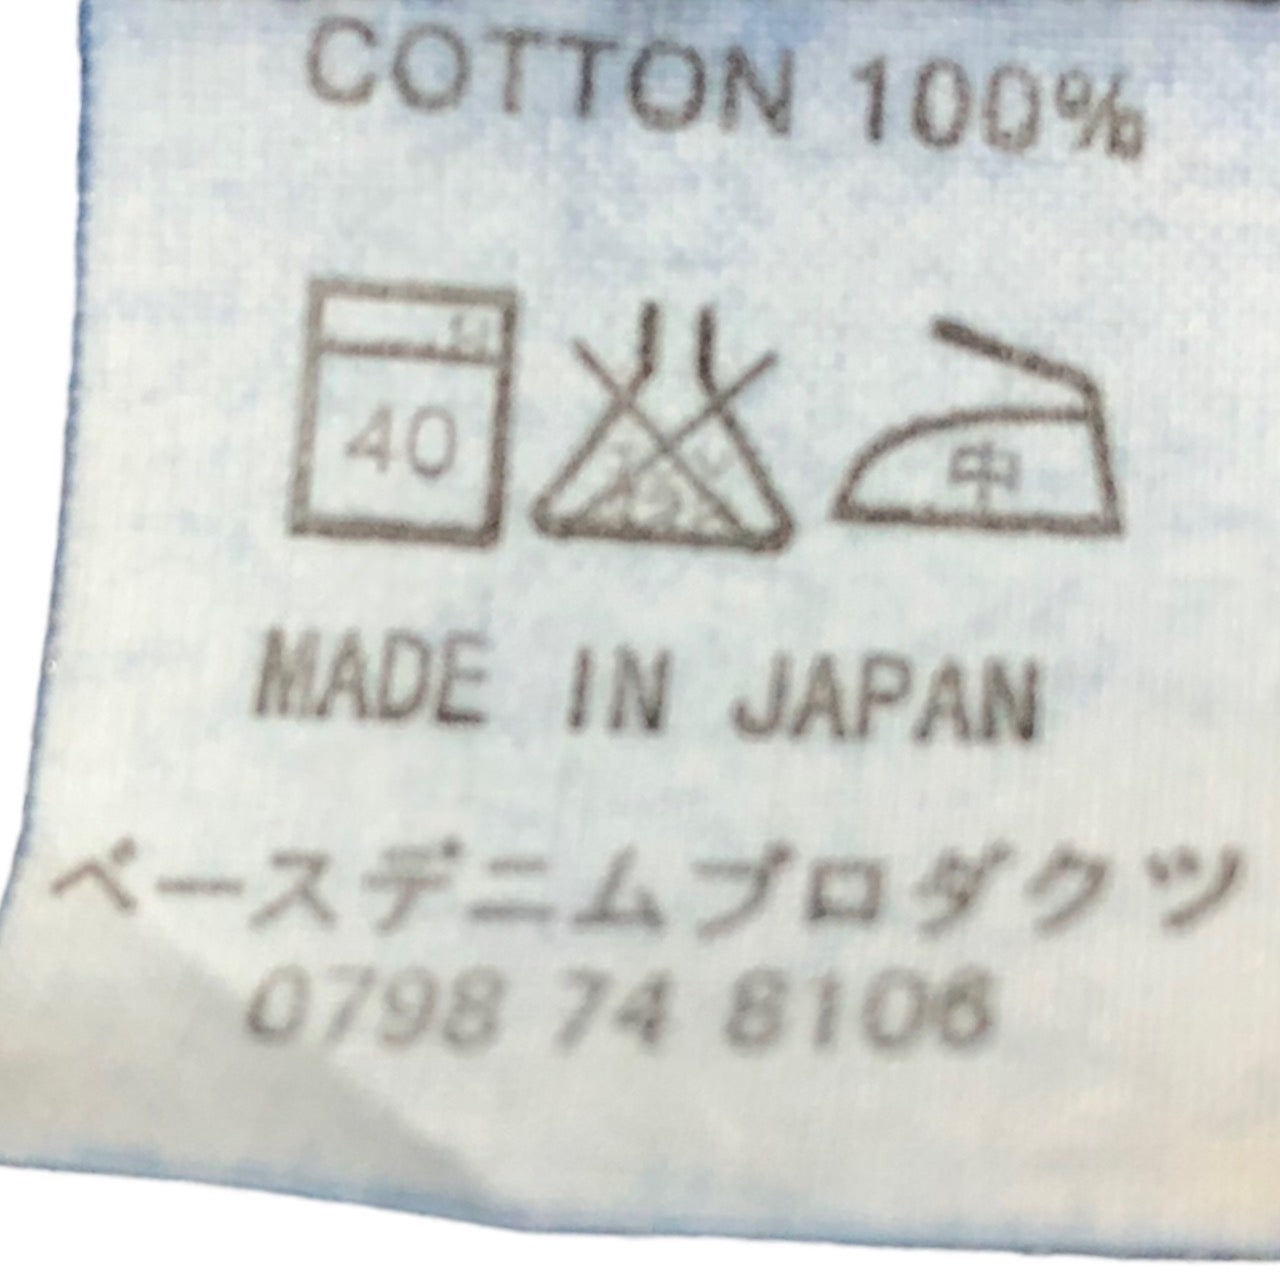 COTTON 100%
40 中
MADE IN JAPAN
ベースデニムプロダクツ
0798 74 8106